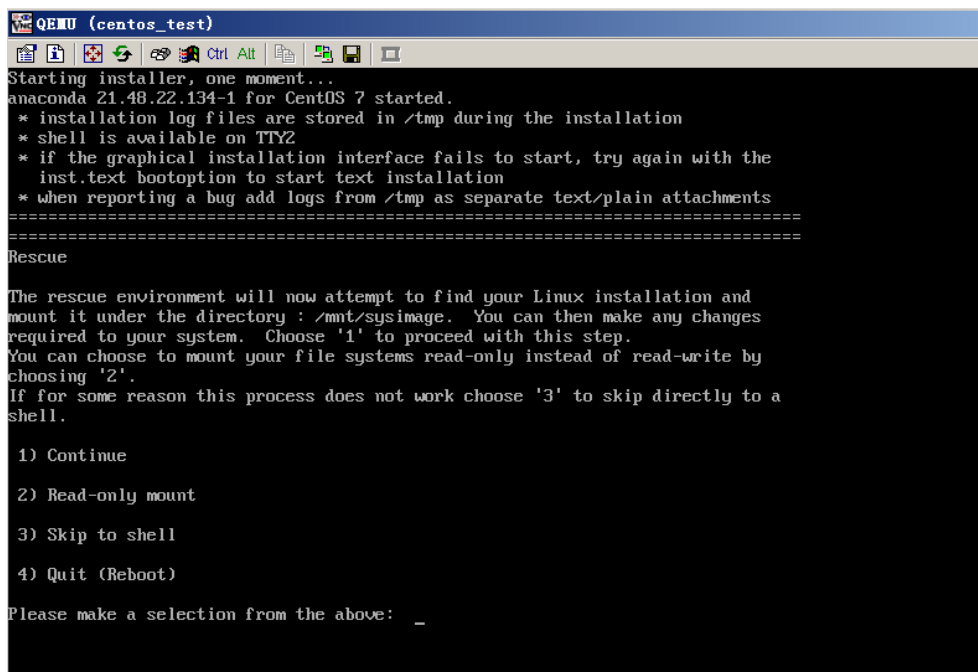 QEMU (centos_test)
Ctrl Alt
Starting installer, one moment...
anaconda 21.48.22.134-1 for CentOS 7 started.
* installation log files are stored in /tmp during the installation
* shell is available on TTY2
* if the graphical installation interface fails to start, try again with the
inst.text bootoption to start text installation
* when reporting a bug add logs from /tmp as separate text/plain attachments
================================================================================
================================================================================
Rescue
The rescue environment will now attempt to find your Linux installation and
mount it under the directory : /mnt/sysimage.  You can then make any changes
required to your system.  Choose '1' to proceed with this step.
You can choose to mount your file systems read-only instead of read-write by
choosing '2'.
If for some reason this process does not work choose '3' to skip directly to a
shell.
1) Continue
2) Read-only mount
3) Skip to shell
4) Quit (Reboot)
Please make a selection from the above:  _